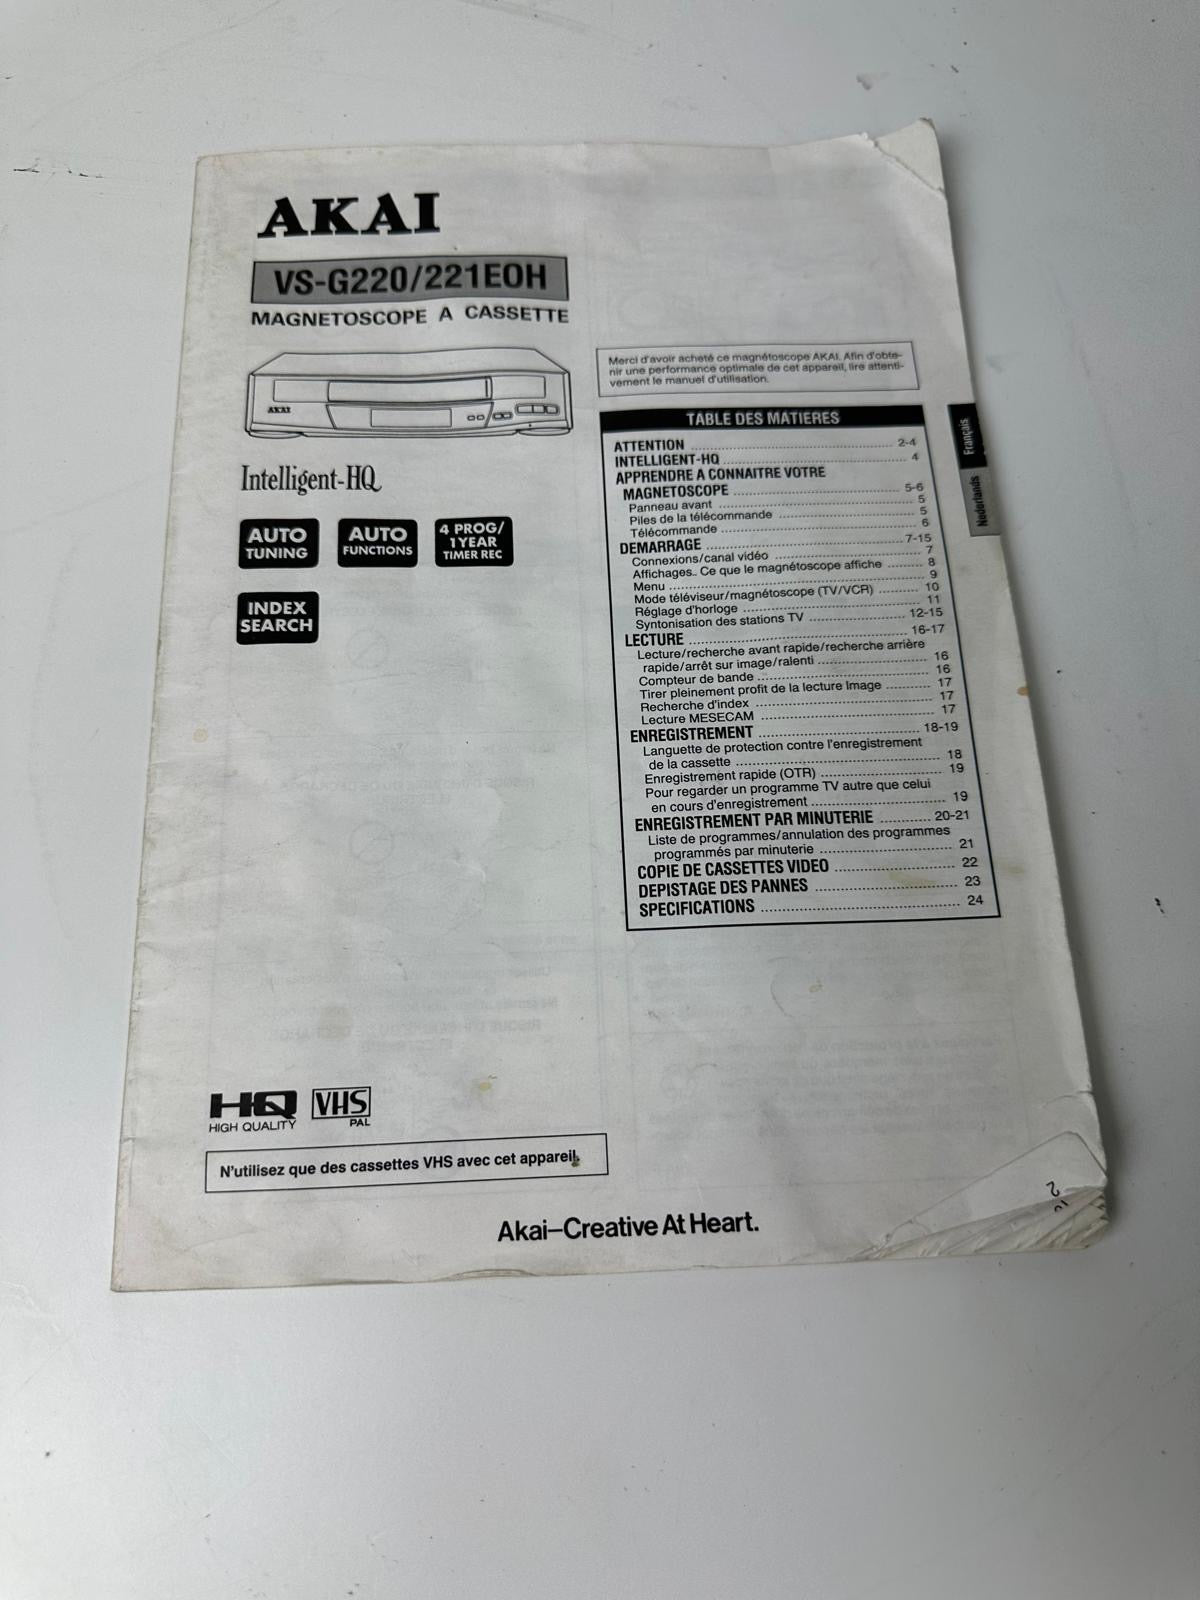 AKAI
VS-G220/221EOH
MAGNETOSCOPE A CASSETTE
AKAI
Intelligent-HQ
AUTO
TUNING
AUTO
FUNCTIONS
4 PROG/
1YEAR
TIMER REC
INDEX
SEARCH
Merci d'avoir acheté ce magnétoscope AKAI. Afin d'obte-
nir une performance optimale de cet appareil, lire attenti-
vement le manuel d'utilisation.
TABLE DES MATIERES
ATTENTION 2-4
INTELLIGENT-HQ 4
APPRENDRE A CONNAITRE VOTRE
MAGNETOSCOPE 5-6
Panneau avant 5
Piles de la télécommande 5
Télécommande 6
DEMARRAGE 7-15
Connexions/canal vidéo 7
Affichages.. Ce que le magnétoscope affiche 8
Menu 9
Mode téléviseur/magnétoscope (TV/VCR) 10
Réglage d'horloge 11
Syntonisation des stations TV 12-15
LECTURE 16-17
Lecture/recherche avant rapide/recherche arrière
rapide/arrêt sur image/ralenti 16
Compteur de bande 16
Tirer pleinement profit de la lecture Image 17
Recherche d'index 17
Lecture MESECAM 17
ENREGISTREMENT 18-19
Languette de protection contre l'enregistrement
de la cassette 18
Enregistrement rapide (OTR) 19
Pour regarder un programme TV autre que celui
en cours d'enregistrement 19
ENREGISTREMENT PAR MINUTERIE 20-21
Liste de programmes/annulation des programmes
programmés par minuterie 21
COPIE DE CASSETTES VIDEO 22
DEPISTAGE DES PANNES 23
SPECIFICATIONS 24
Français
Nederlands
HQ
HIGH QUALITY
VHS
PAL
N'utilisez que des cassettes VHS avec cet appareil.
Akai–Creative At Heart.